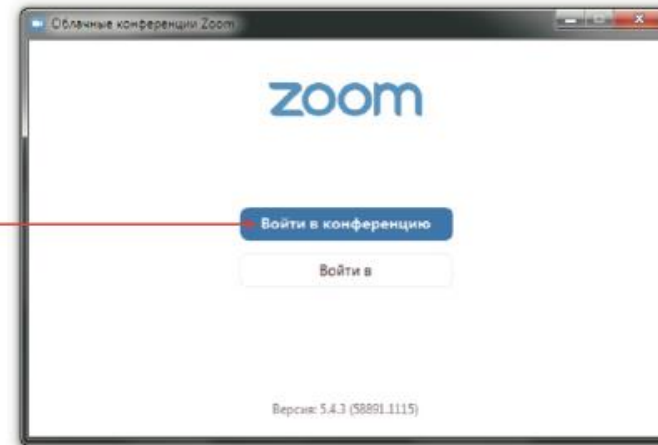 Облачные конференции Zoom
zoom
Войти в конференцию
Войти в
Версия: 5.4.3 (58891.1115)